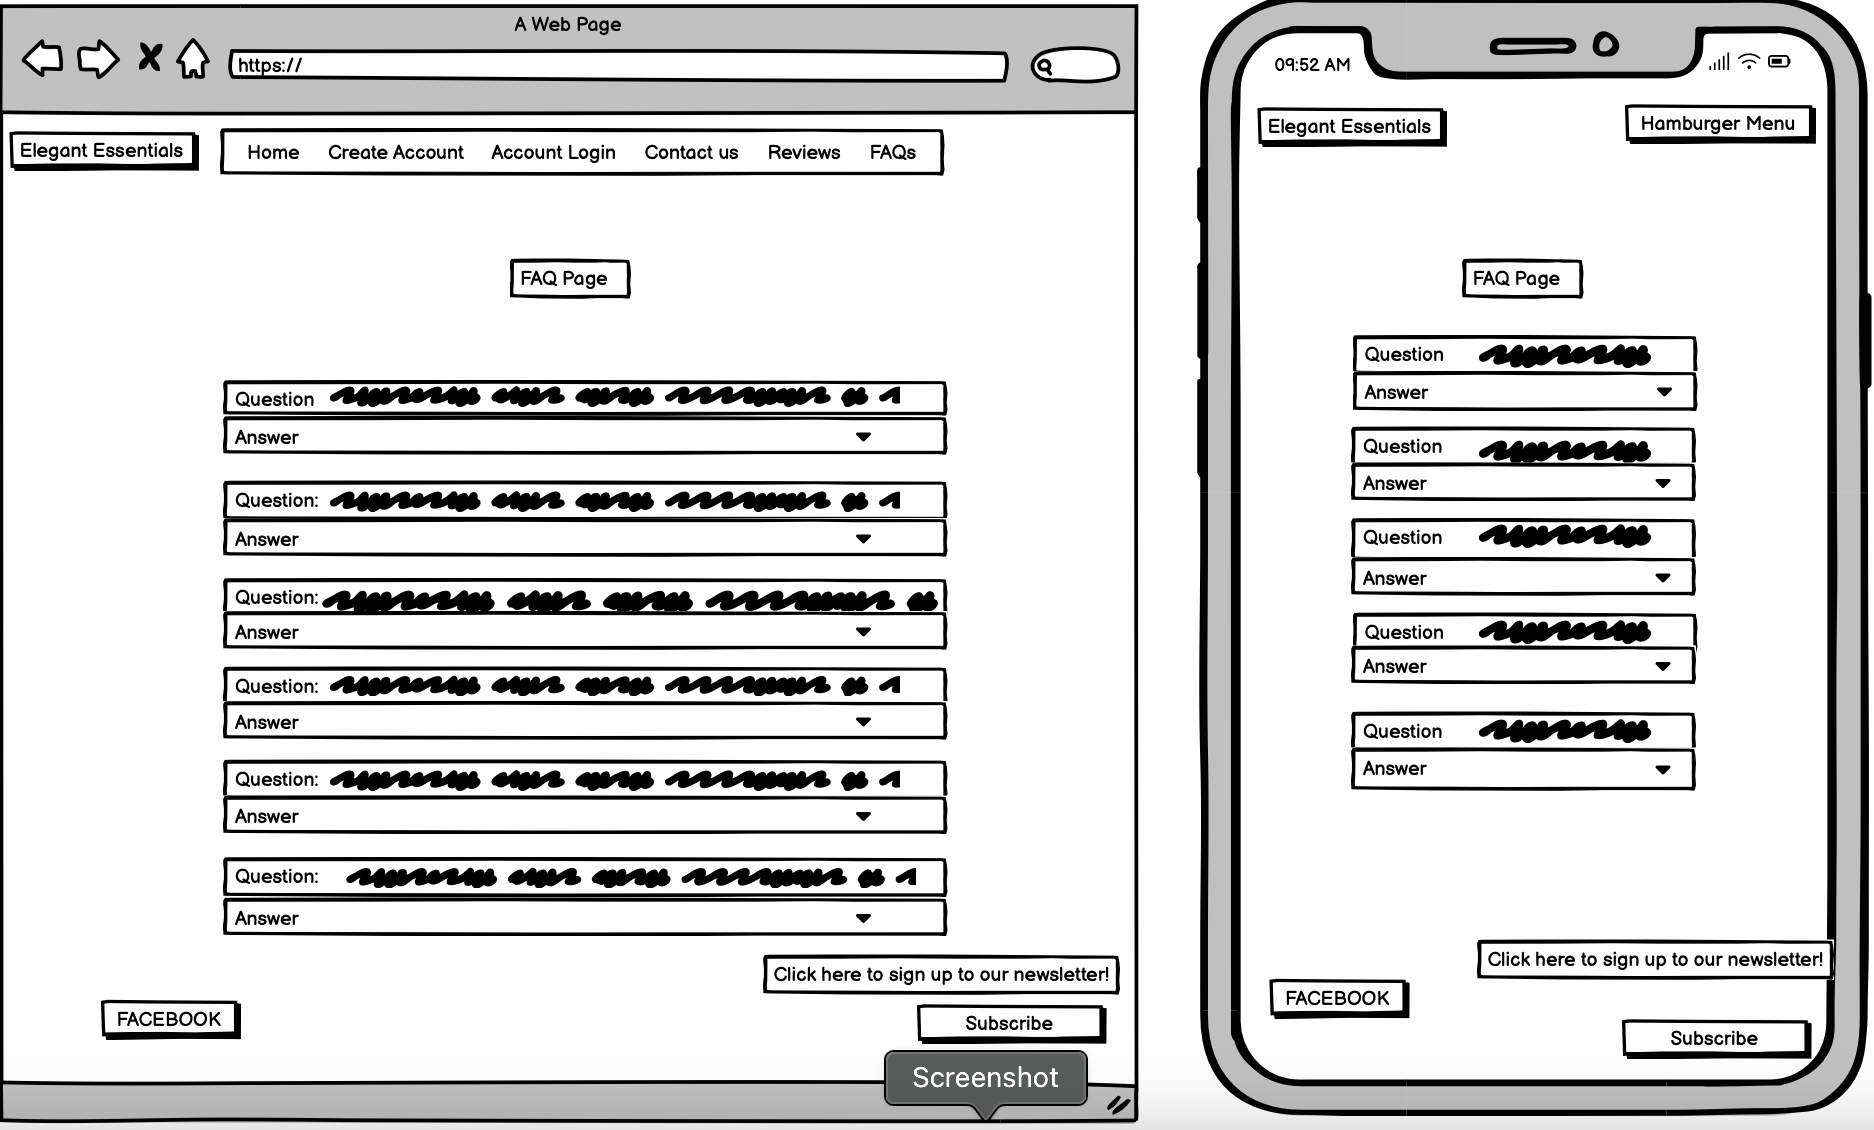 A Web Page
https://
Elegant Essentials
Home Create Account Account Login Contact us Reviews FAQs
FAQ Page
Question
Answer
Question:
Answer
Question:
Answer
Question:
Answer
Question:
Answer
Question:
Answer
Click here to sign up to our newsletter!
FACEBOOK
Subscribe
Screenshot
09:52 AM
Elegant Essentials
Hamburger Menu
FAQ Page
Question
Answer
Question
Answer
Question
Answer
Question
Answer
Question
Answer
Click here to sign up to our newsletter!
FACEBOOK
Subscribe